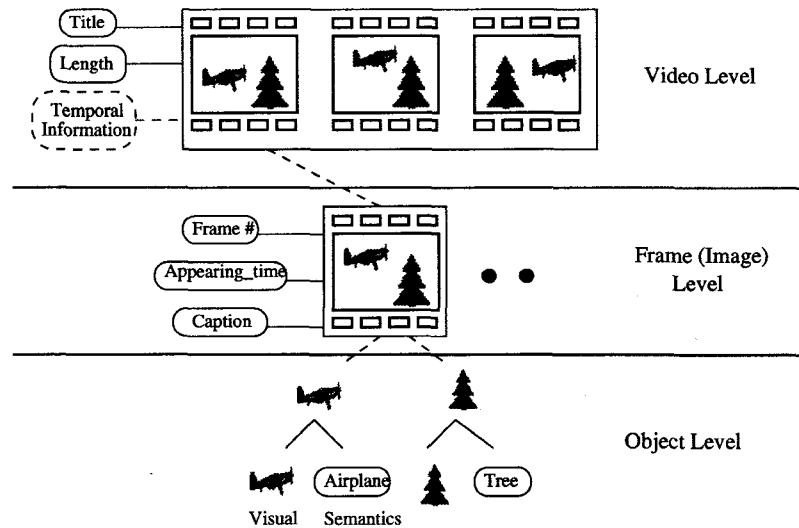 Title
Length
Temporal
Information
Video Level
Frame #
Appearing_time
Caption
Frame (Image)
Level
Object Level
Airplane
Tree
Visual
Semantics